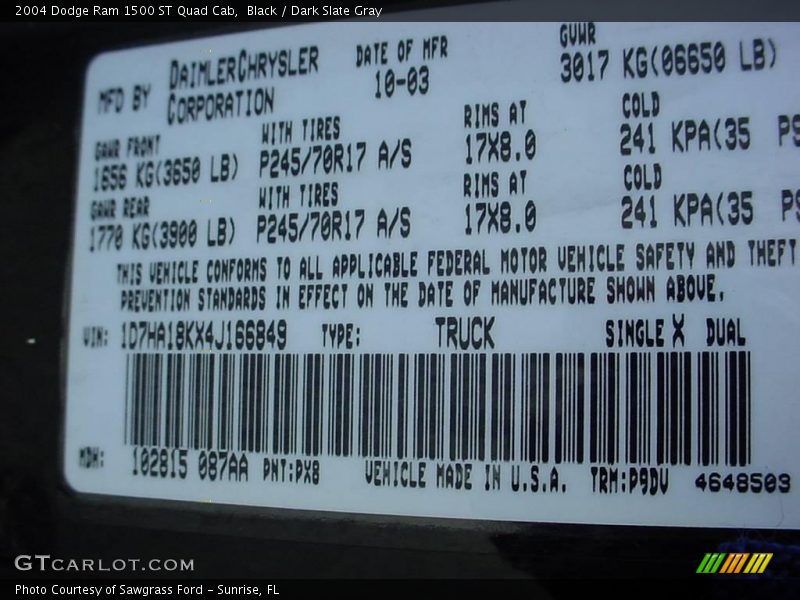 2004 Dodge Ram 1500 ST Quad Cab, Black / Dark Slate Gray
MFD BY DAIMLERCHRYSLER CORPORATION
DATE OF MFR 10-03
GVWR 3017 KG(06650 LB)
GAWR FRONT WITH TIRES RIMS AT COLD
1656 KG(3650 LB) P245/70R17 A/S 17X8.0 241 KPA(35 PS
GAWR REAR WITH TIRES RIMS AT COLD
1770 KG(3900 LB) P245/70R17 A/S 17X8.0 241 KPA(35 PS
THIS VEHICLE CONFORMS TO ALL APPLICABLE FEDERAL MOTOR VEHICLE SAFETY AND THEFT
PREVENTION STANDARDS IN EFFECT ON THE DATE OF MANUFACTURE SHOWN ABOVE.
VIN: 1D7HA18KX4J166849 TYPE: TRUCK SINGLE X DUAL
MDH: 102815 087AA PNT:PX8 VEHICLE MADE IN U.S.A. TRM:P9DV 4648503
GTCARLOT.COM
Photo Courtesy of Sawgrass Ford - Sunrise, FL